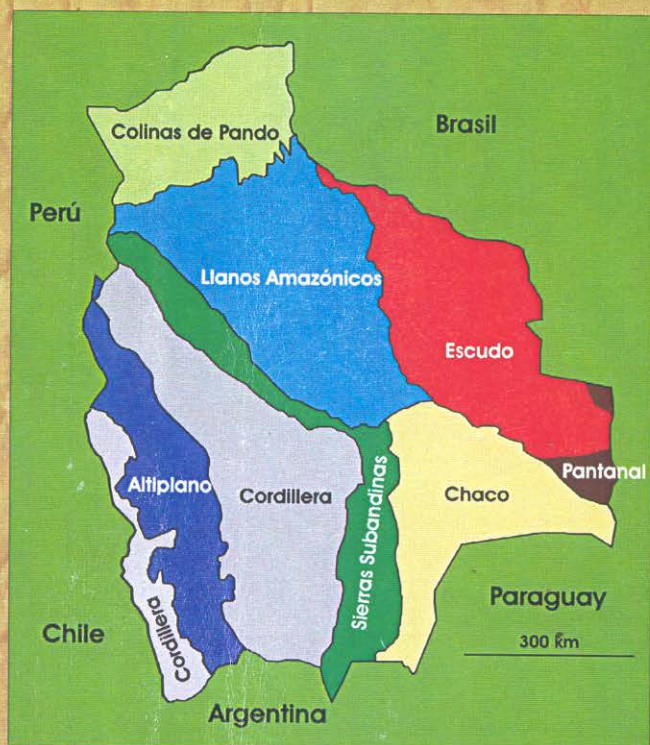 Colinas de Pando
Brasil
Perú
Llanos Amazónicos
Escudo
Altiplano
Cordillera
Sierras Subandinas
Chaco
Pantanal
Cordillera
Chile
Paraguay
300 km
Argentina